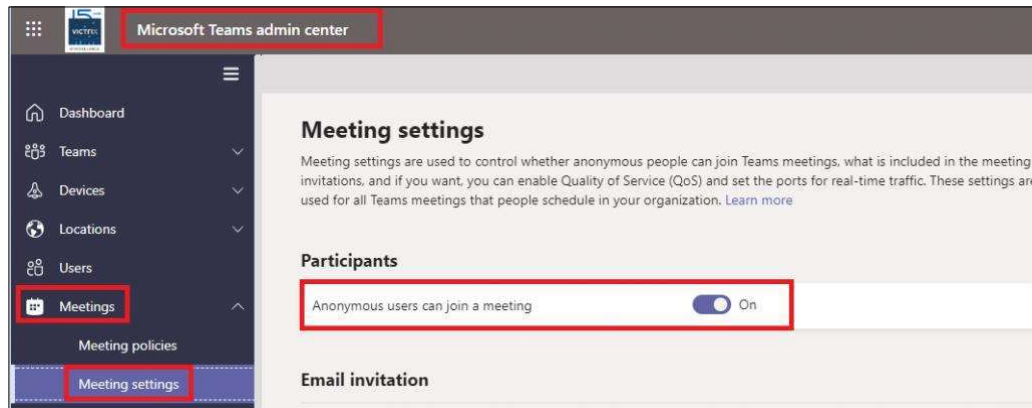 VICTRIX
Microsoft Teams admin center
Dashboard
Teams
Devices
Locations
Users
Meetings
Meeting policies
Meeting settings
Meeting settings
Meeting settings are used to control whether anonymous people can join Teams meetings, what is included in the meeting
invitations, and if you want, you can enable Quality of Service (QoS) and set the ports for real-time traffic. These settings are
used for all Teams meetings that people schedule in your organization. Learn more
Participants
Anonymous users can join a meeting On
Email invitation